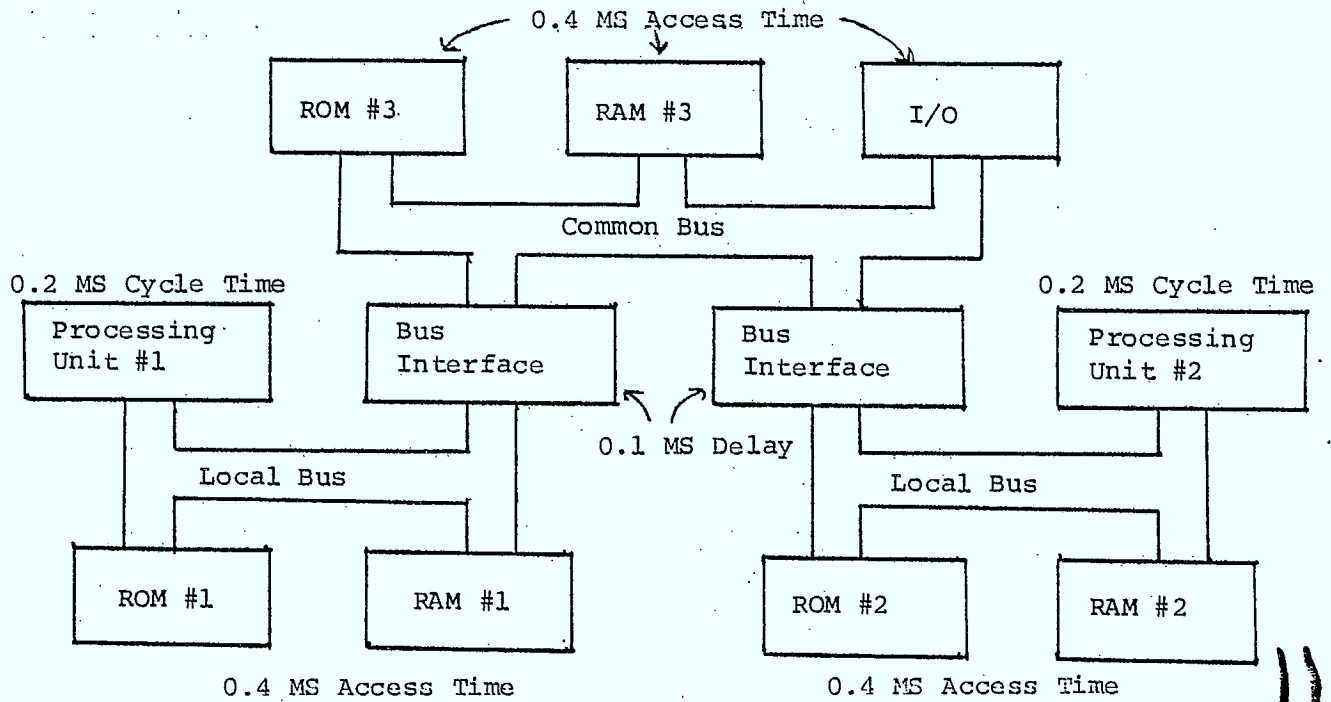 0.4 MS Access Time
ROM #3
RAM #3
I/O
Common Bus
0.2 MS Cycle Time
0.2 MS Cycle Time
Processing
Unit #1
Bus
Interface
Bus
Interface
Processing
Unit #2
0.1 MS Delay
Local Bus
Local Bus
ROM #1
RAM #1
ROM #2
RAM #2
0.4 MS Access Time
0.4 MS Access Time